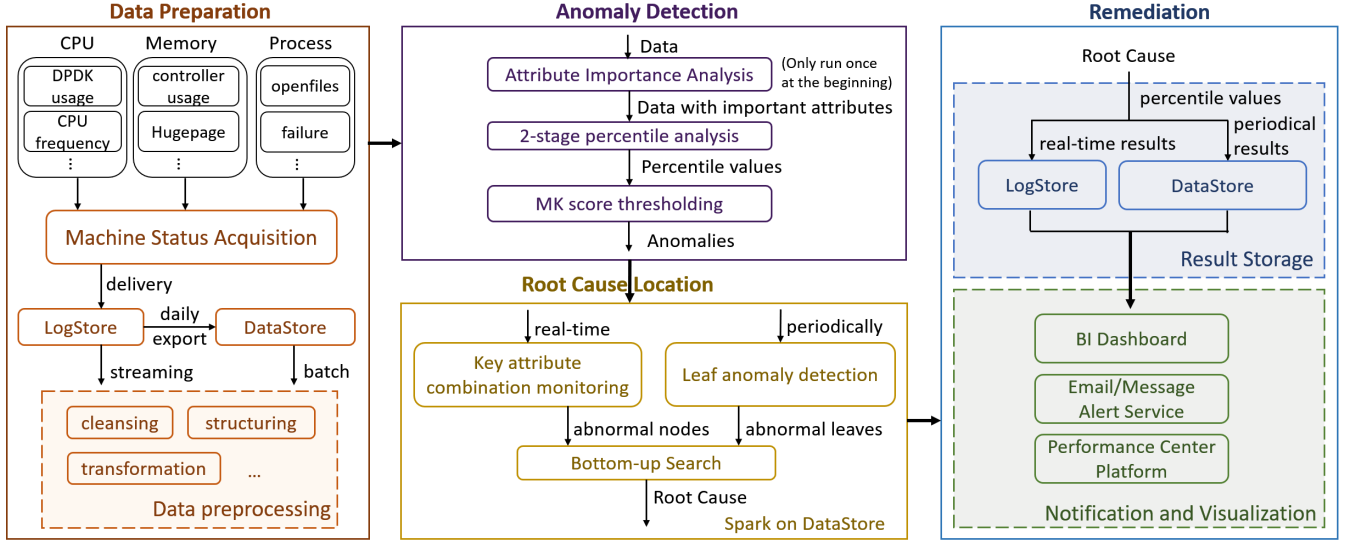 Data Preparation
CPU
Memory
Process
DPDK
usage
CPU
frequency
⋮
controller
usage
Hugepage
⋮
openfiles
failure
⋮
Machine Status Acquisition
delivery
LogStore
daily
export
DataStore
streaming
batch
cleansing
structuring
transformation
...
Data preprocessing
Anomaly Detection
Data
Attribute Importance Analysis
(Only run once
at the beginning)
Data with important attributes
2-stage percentile analysis
Percentile values
MK score thresholding
Anomalies
Root Cause Location
real-time
periodically
Key attribute
combination monitoring
Leaf anomaly detection
abnormal nodes
abnormal leaves
Bottom-up Search
Root Cause
Spark on DataStore
Remediation
Root Cause
percentile values
real-time results
periodical
results
LogStore
DataStore
Result Storage
BI Dashboard
Email/Message
Alert Service
Performance Center
Platform
Notification and Visualization